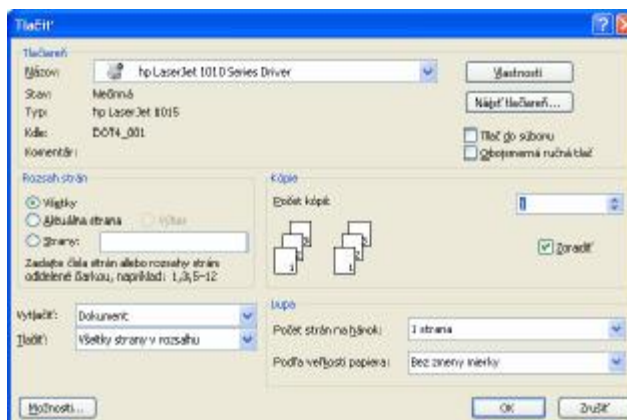 Tlačiť
Tlačiareň
Názov: hp LaserJet 1010 Series Driver
Vlastnosti
Stav: Nečinná
Nájsť tlačiareň...
Typ: hp LaserJet 1015
Kde: DOT4_001
Tlač do súboru
Komentár:
Obojsmerná ručná tlač
Rozsah strán
Všetky
Aktuálna strana
Výber
Strany:
Zadajte čísla strán alebo rozsahy strán
oddelené čiarkou, napríklad: 1,3,5-12
Kópie
Počet kópií: 1
Zoradiť
Vytlačiť: Dokument
Tlačiť: Všetky strany v rozsahu
Lupa
Počet strán na hárok: 1 strana
Podľa veľkosti papiera: Bez zmeny mierky
Možnosti...
OK
Zrušiť